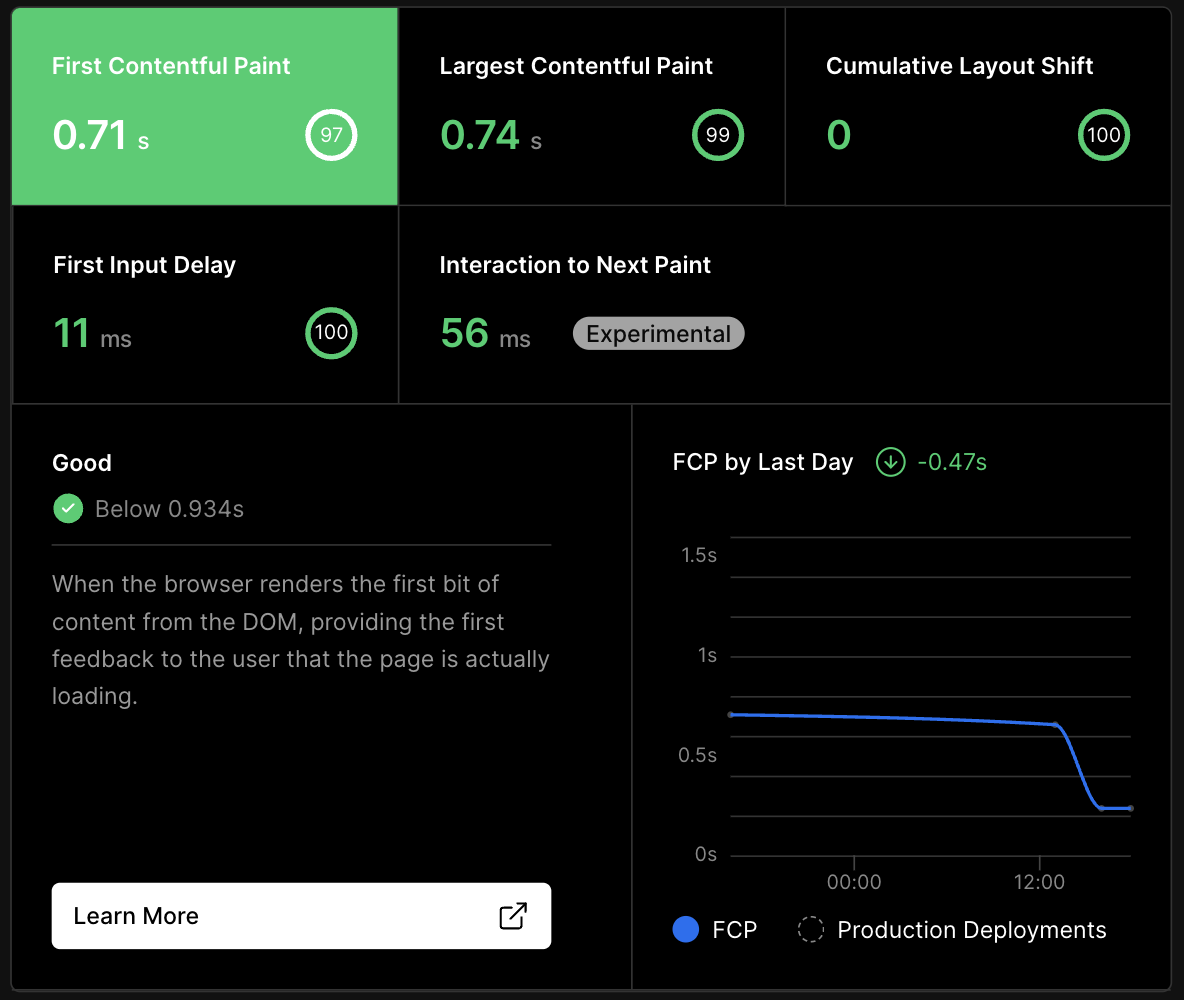 First Contentful Paint
0.71 s
97
Largest Contentful Paint
0.74 s
99
Cumulative Layout Shift
0
100
First Input Delay
11 ms
100
Interaction to Next Paint
56 ms
Experimental
Good
Below 0.934s
When the browser renders the first bit of
content from the DOM, providing the first
feedback to the user that the page is actually
loading.
Learn More
FCP by Last Day
-0.47s
1.5s
1s
0.5s
0s
00:00
12:00
FCP
Production Deployments